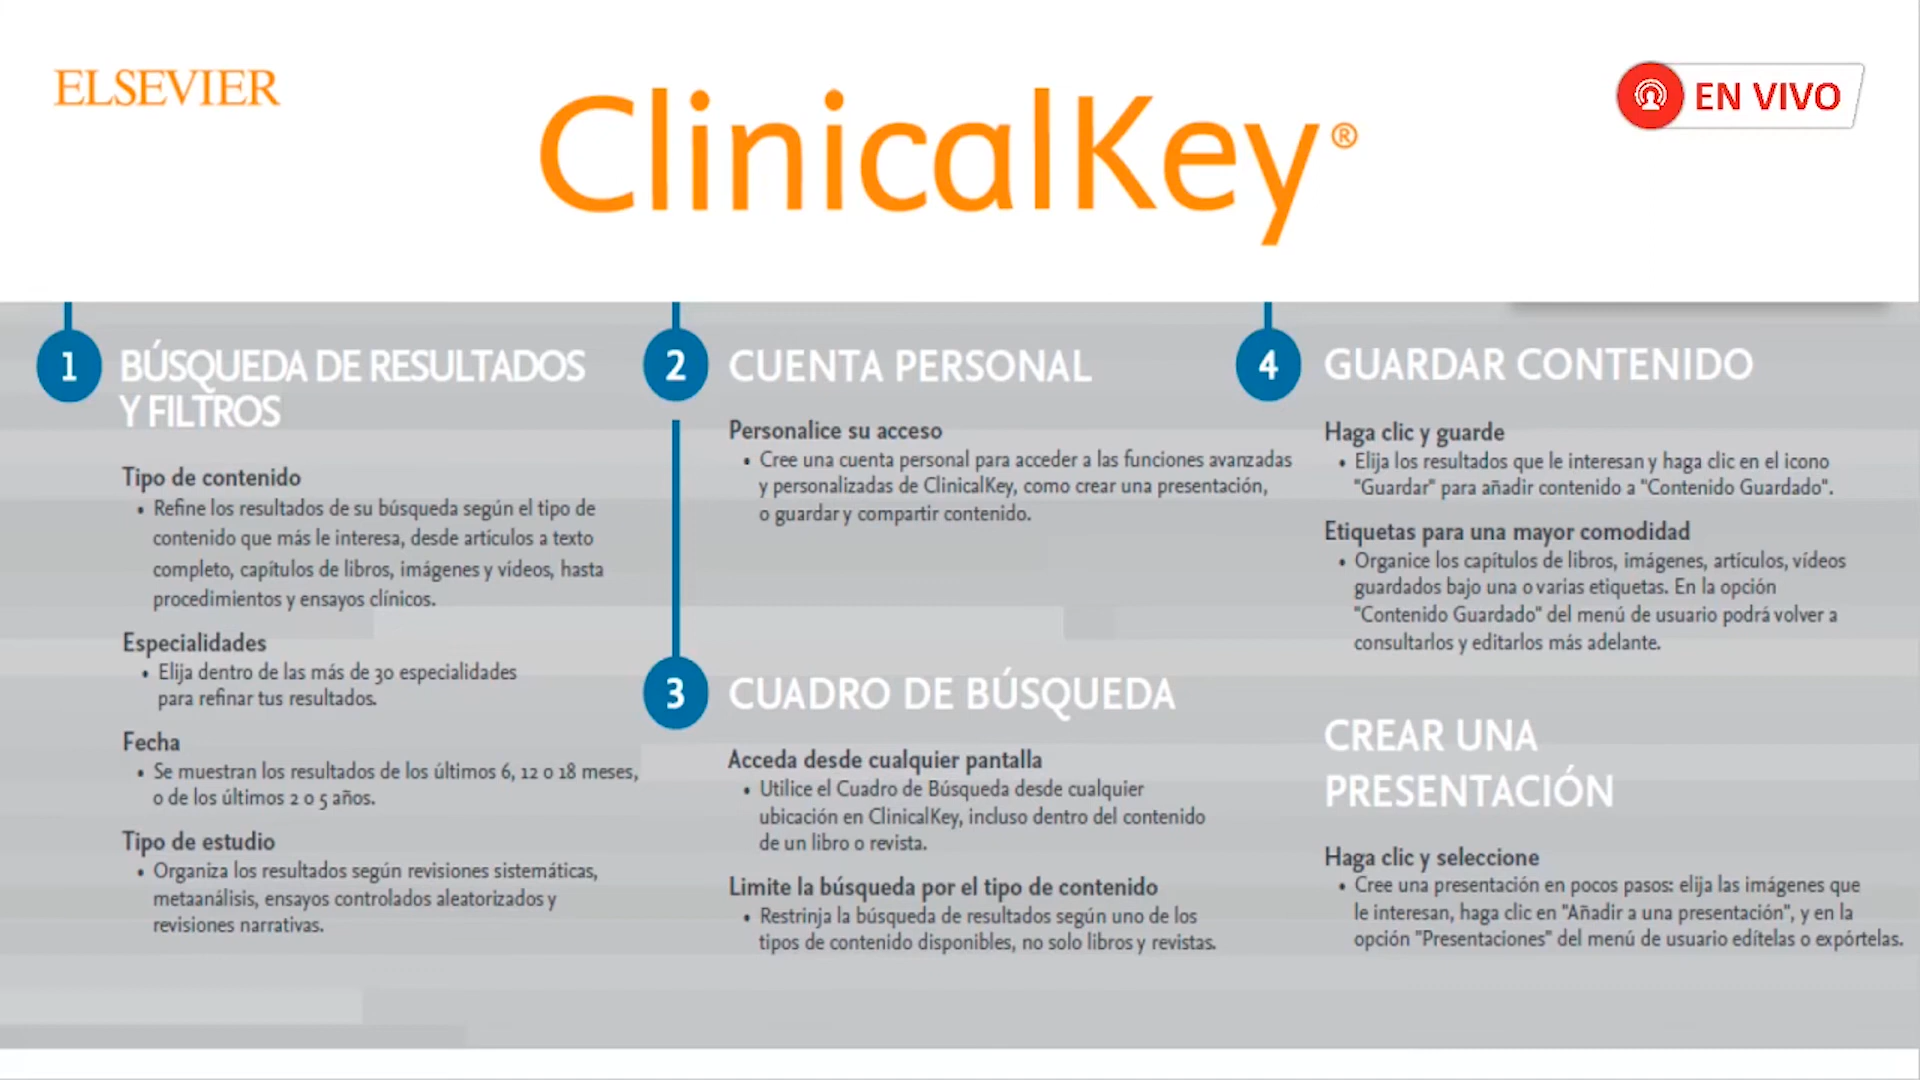 ELSEVIER
ClinicalKey®
EN VIVO
1
BÚSQUEDA DE RESULTADOS
Y FILTROS
Tipo de contenido
• Refine los resultados de su búsqueda según el tipo de
contenido que más le interesa, desde artículos a texto
completo, capítulos de libros, imágenes y vídeos, hasta
procedimientos y ensayos clínicos.
Especialidades
• Elija dentro de las más de 30 especialidades
para refinar tus resultados.
Fecha
• Se muestran los resultados de los últimos 6, 12 o 18 meses,
o de los últimos 2 o 5 años.
Tipo de estudio
• Organiza los resultados según revisiones sistemáticas,
metaanálisis, ensayos controlados aleatorizados y
revisiones narrativas.
2
CUENTA PERSONAL
Personalice su acceso
• Cree una cuenta personal para acceder a las funciones avanzadas
y personalizadas de ClinicalKey, como crear una presentación,
o guardar y compartir contenido.
3
CUADRO DE BÚSQUEDA
Acceda desde cualquier pantalla
• Utilice el Cuadro de Búsqueda desde cualquier
ubicación en ClinicalKey, incluso dentro del contenido
de un libro o revista.
Limite la búsqueda por el tipo de contenido
• Restrinja la búsqueda de resultados según uno de los
tipos de contenido disponibles, no solo libros y revistas.
4
GUARDAR CONTENIDO
Haga clic y guarde
• Elija los resultados que le interesan y haga clic en el icono
"Guardar" para añadir contenido a "Contenido Guardado".
Etiquetas para una mayor comodidad
• Organice los capítulos de libros, imágenes, artículos, vídeos
guardados bajo una o varias etiquetas. En la opción
"Contenido Guardado" del menú de usuario podrá volver a
consultarlos y editarlos más adelante.
CREAR UNA
PRESENTACIÓN
Haga clic y seleccione
• Cree una presentación en pocos pasos: elija las imágenes que
le interesan, haga clic en "Añadir a una presentación", y en la
opción "Presentaciones" del menú de usuario edítelas o expórtelas.